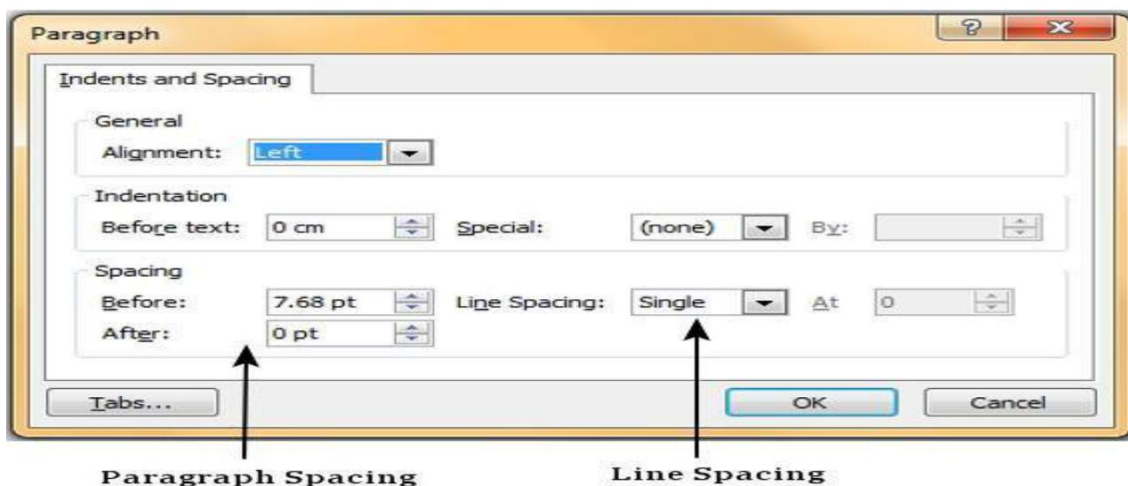 Paragraph
Indents and Spacing
General
Alignment: Left
Indentation
Before text: 0 cm Special: (none) By:
Spacing
Before: 7.68 pt Line Spacing: Single At 0
After: 0 pt
Tabs... OK Cancel
Paragraph Spacing Line Spacing